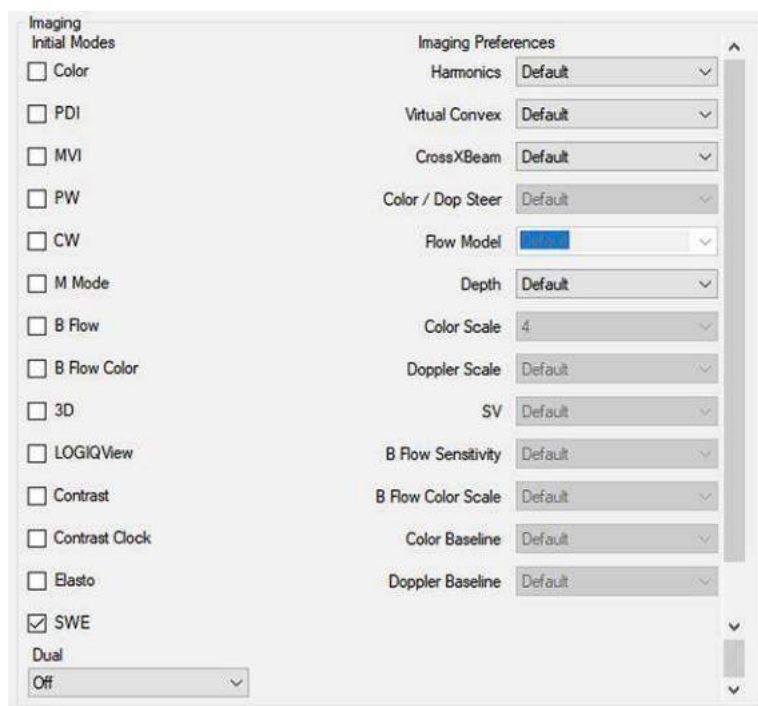 Imaging
Initial Modes Imaging Preferences
Color Harmonics Default
PDI Virtual Convex Default
MVI CrossXBeam Default
PW Color / Dop Steer Default
CW Flow Model Default
M Mode Depth Default
B Flow Color Scale 4
B Flow Color Doppler Scale Default
3D SV Default
LOGIQView B Flow Sensitivity Default
Contrast B Flow Color Scale Default
Contrast Clock Color Baseline Default
Elasto Doppler Baseline Default
SWE
Dual
Off